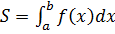 S = ∫_a^b f(x)dx